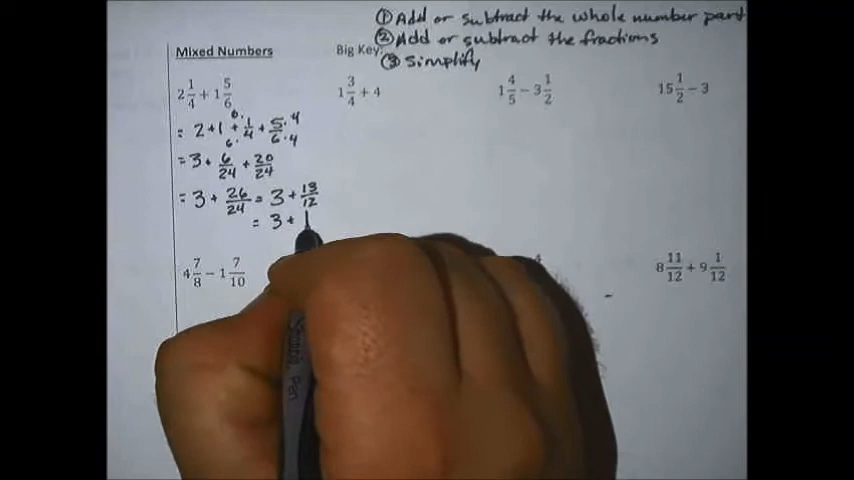 ① Add or subtract the whole number part
② Add or subtract the fractions
③ Simplify
Mixed Numbers
Big Key:
2 1/4 + 1 5/6
= 2 + 1 + 6·1/6·4 + 5·4/6·4
= 3 + 6/24 + 20/24
= 3 + 26/24 = 3 + 13/12
= 3 + 1
1 3/4 + 4
1 4/5 − 3 1/2
15 1/2 − 3
4 7/8 − 1 7/10
8 11/12 + 9 1/12